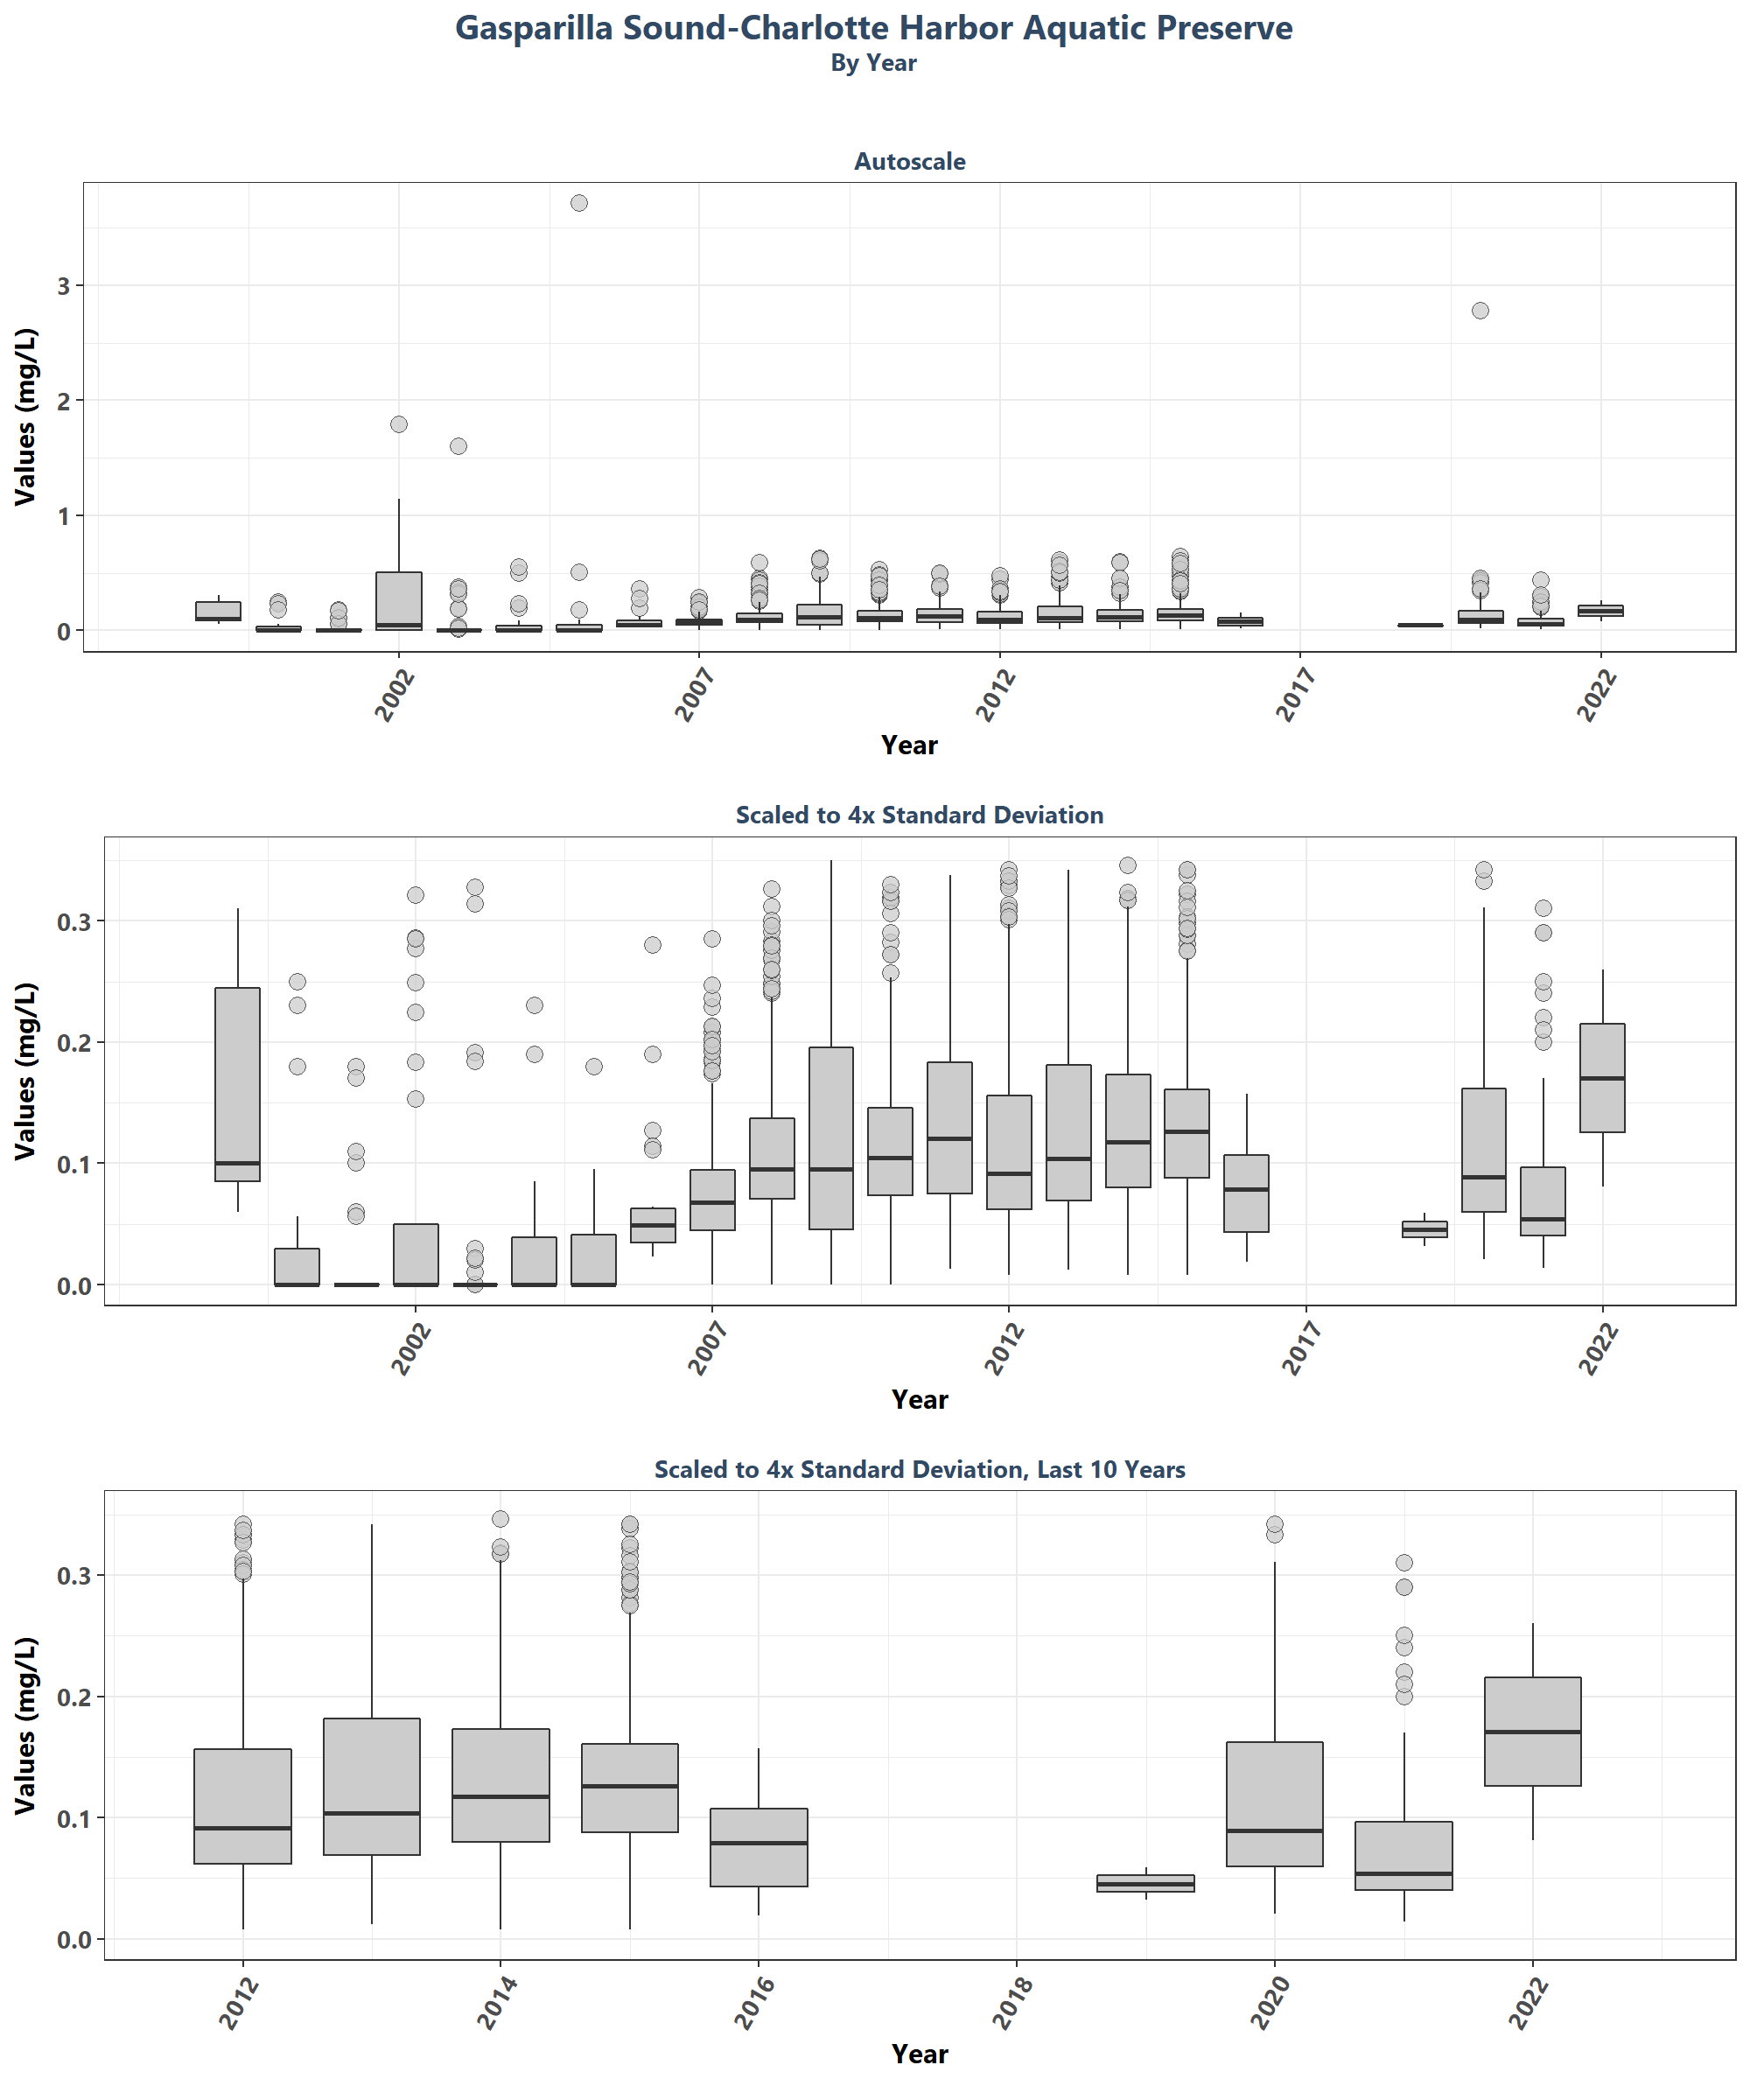 Gasparilla Sound-Charlotte Harbor Aquatic Preserve
By Year
Autoscale
Values (mg/L)
3
2
1
0
2002 2007 2012 2017 2022
Year
Scaled to 4x Standard Deviation
Values (mg/L)
0.3
0.2
0.1
0.0
2002 2007 2012 2017 2022
Year
Scaled to 4x Standard Deviation, Last 10 Years
Values (mg/L)
0.3
0.2
0.1
0.0
2012 2014 2016 2018 2020 2022
Year